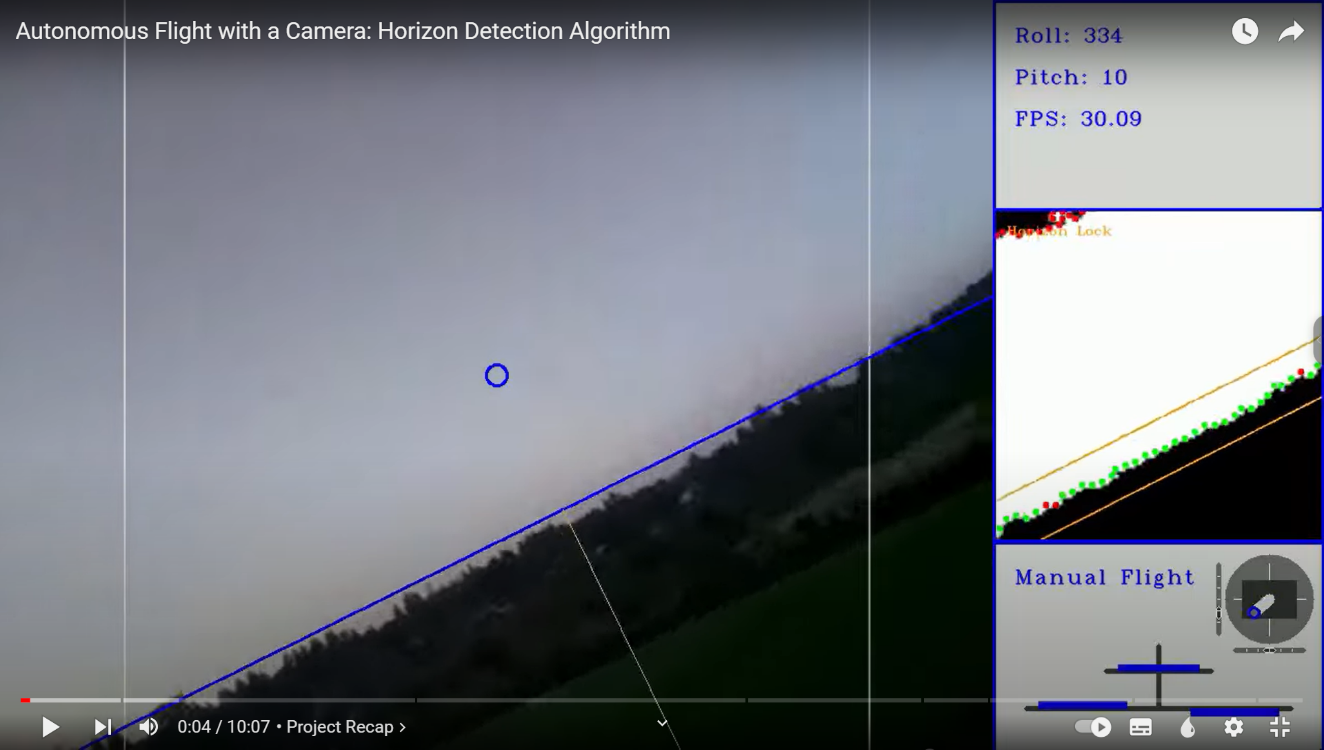 Autonomous Flight with a Camera: Horizon Detection Algorithm
Roll: 334
Pitch: 10
FPS: 30.09
Horizon Lock
Manual Flight
0:04 / 10:07 • Project Recap >